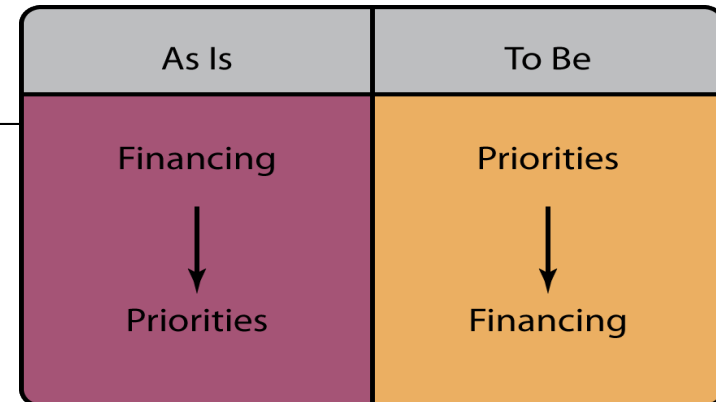 As Is
To Be
Financing
Priorities
Priorities
Financing